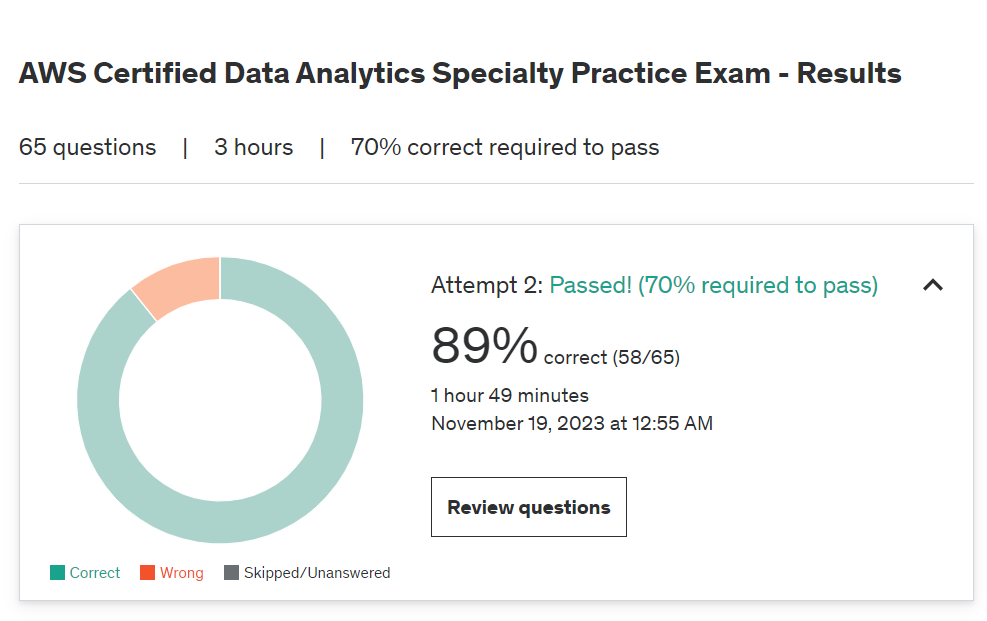 AWS Certified Data Analytics Specialty Practice Exam - Results
65 questions | 3 hours | 70% correct required to pass
Attempt 2: Passed! (70% required to pass)
89% correct (58/65)
1 hour 49 minutes
November 19, 2023 at 12:55 AM
Review questions
Correct Wrong Skipped/Unanswered